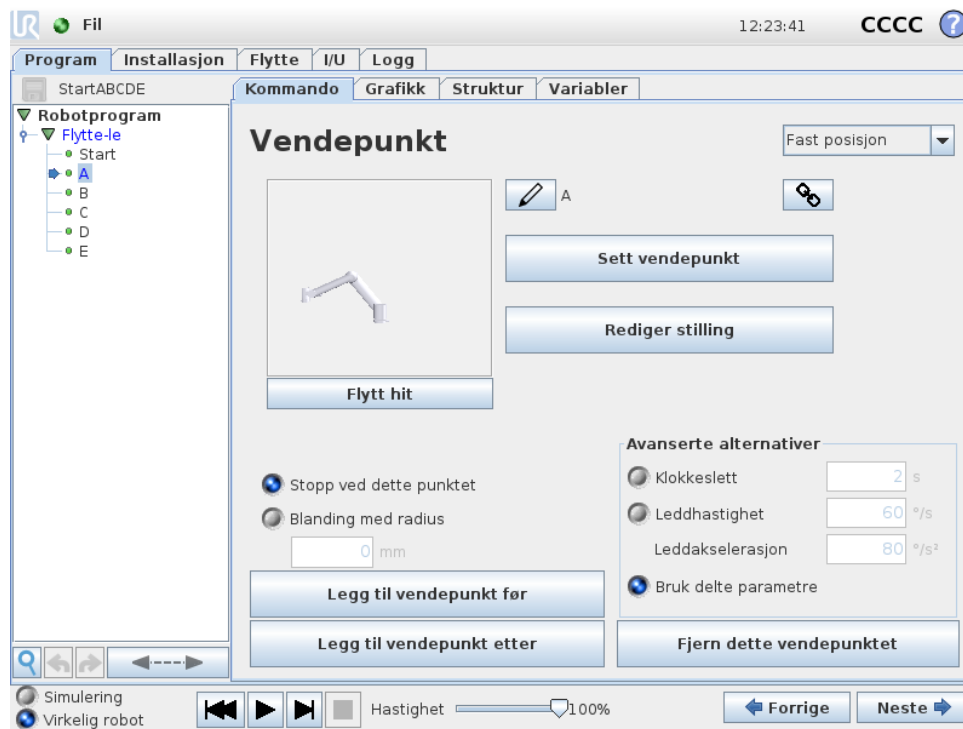 UR Fil 12:23:41 CCCC ?
Program Installasjon Flytte I/U Logg
StartABCDE Kommando Grafikk Struktur Variabler
Robotprogram
Flytte-le
Start
A
B
C
D
E
Vendepunkt Fast posisjon
A
Sett vendepunkt
Rediger stilling
Flytt hit
Stopp ved dette punktet
Blanding med radius
0 mm
Avanserte alternativer
Klokkeslett 2 s
Leddhastighet 60 °/s
Leddakselerasjon 80 °/s²
Bruk delte parametre
Legg til vendepunkt før
Legg til vendepunkt etter Fjern dette vendepunktet
Simulering
Virkelig robot
Hastighet 100% Forrige Neste